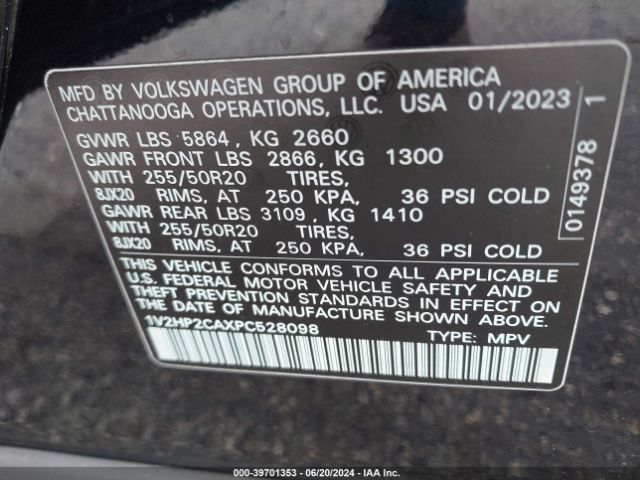 MFD BY VOLKSWAGEN GROUP OF AMERICA
CHATTANOOGA OPERATIONS, LLC. USA 01/2023
GVWR LBS 5864, KG 2660
GAWR FRONT LBS 2866, KG 1300
WITH 255/50R20 TIRES,
8JX20 RIMS, AT 250 KPA, 36 PSI COLD
GAWR REAR LBS 3109, KG 1410
WITH 255/50R20 TIRES,
8JX20 RIMS, AT 250 KPA, 36 PSI COLD
THIS VEHICLE CONFORMS TO ALL APPLICABLE
U.S. FEDERAL MOTOR VEHICLE SAFETY AND
THEFT PREVENTION STANDARDS IN EFFECT ON
THE DATE OF MANUFACTURE SHOWN ABOVE.
1V2HP2CAXPC528098
TYPE: MPV
0149378 1
000-39701353 - 06/20/2024 - IAA Inc.